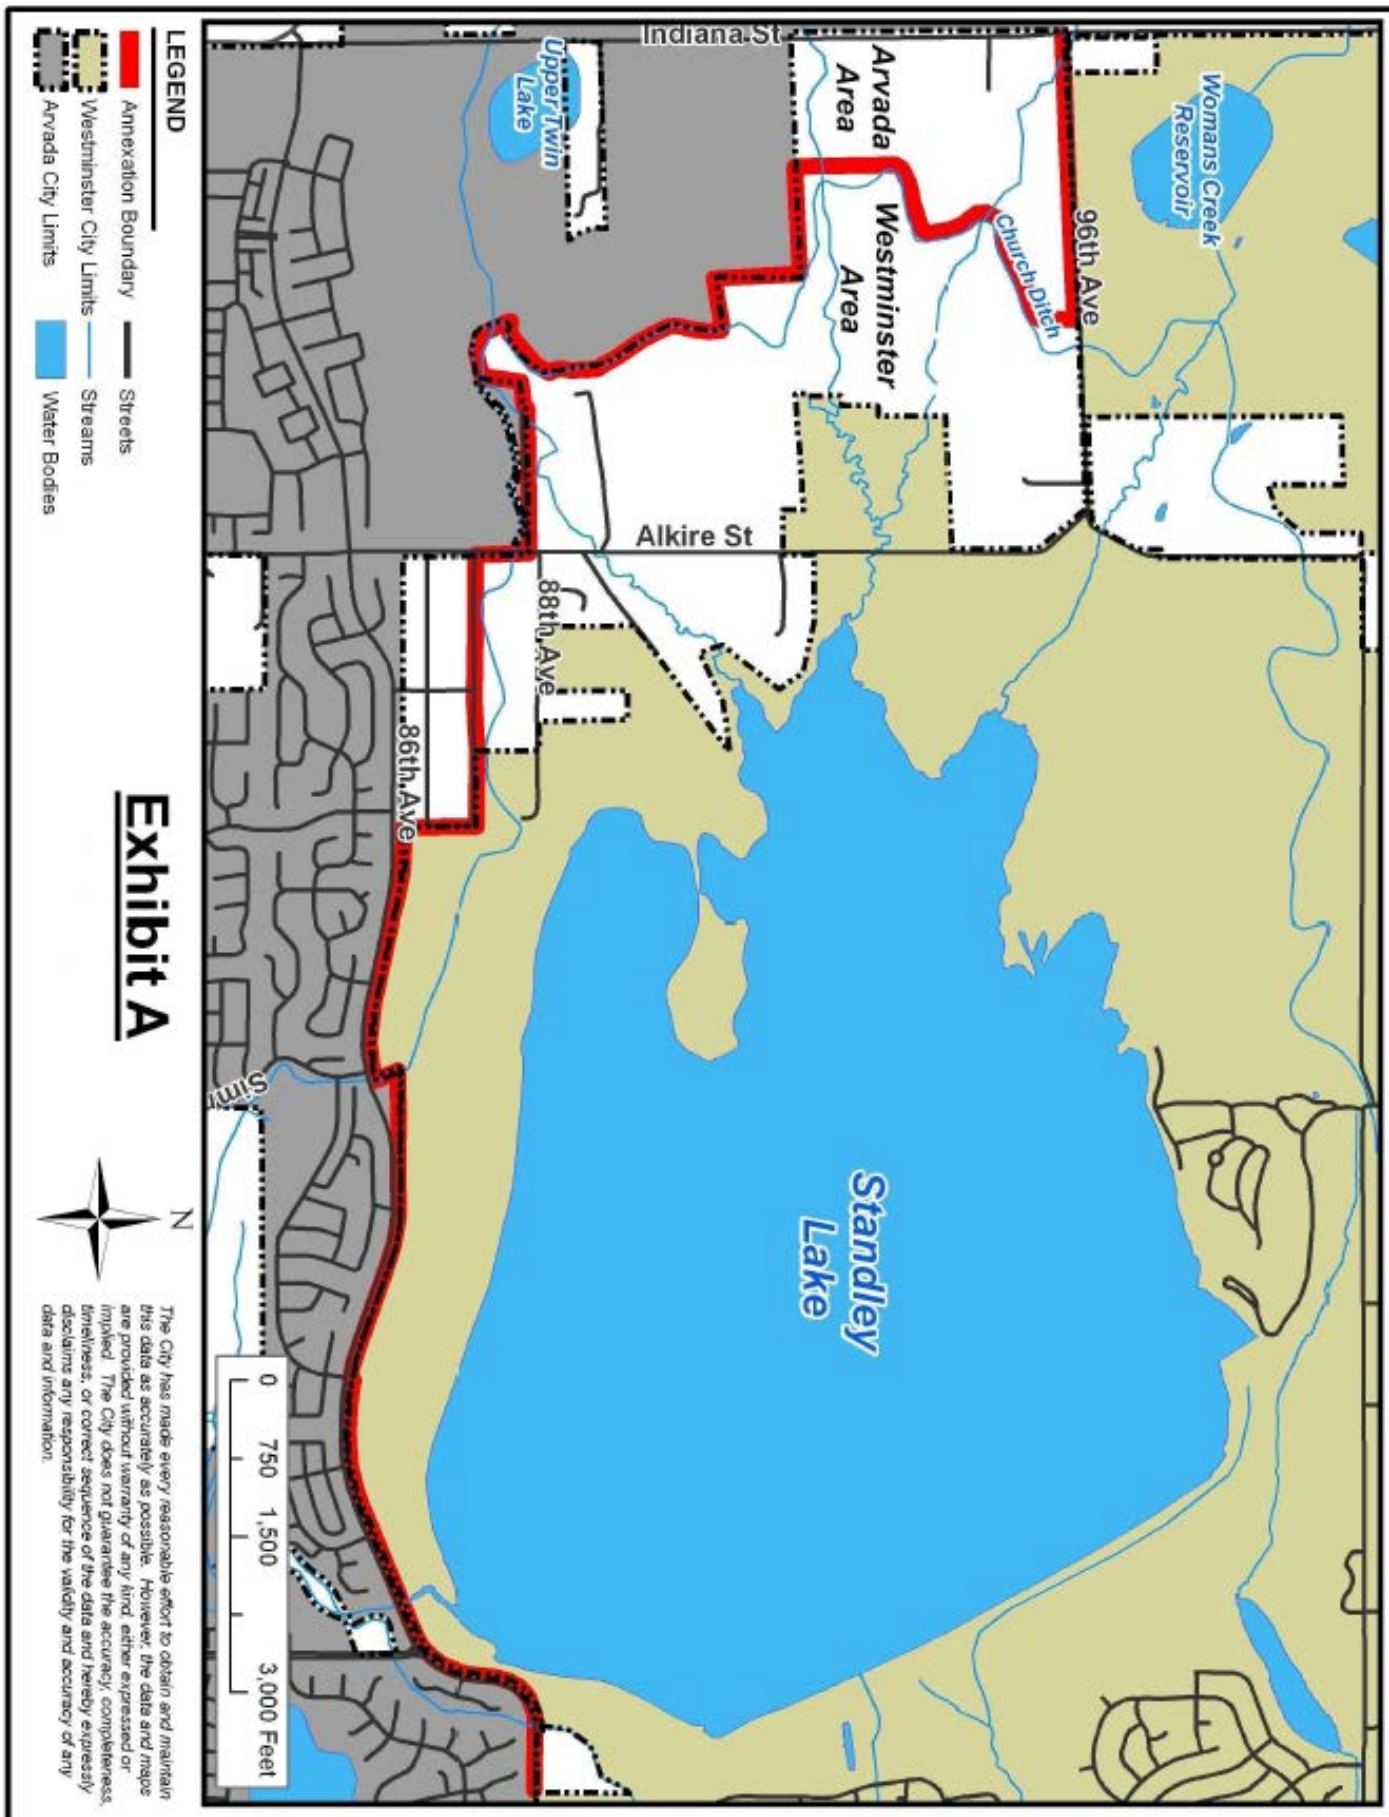 Indiana St
Upper Twin
Lake
Arvada
Area
Westminster
Area
Womans Creek
Reservoir
96th Ave
Church Ditch
Alkire St
88th Ave
86th Ave
Standley
Lake
LEGEND
Annexation Boundary
Westminster City Limits
Arvada City Limits
Streets
Streams
Water Bodies
Exhibit A
N
0 750 1,500 3,000 Feet
The City has made every reasonable effort to obtain and maintain
this data as accurately as possible. However, the data and maps
are provided without warranty of any kind, either expressed or
implied. The City does not guarantee the accuracy, completeness,
timeliness, or correct sequence of the data and hereby expressly
disclaims any responsibility for the validity and accuracy of any
data and information.